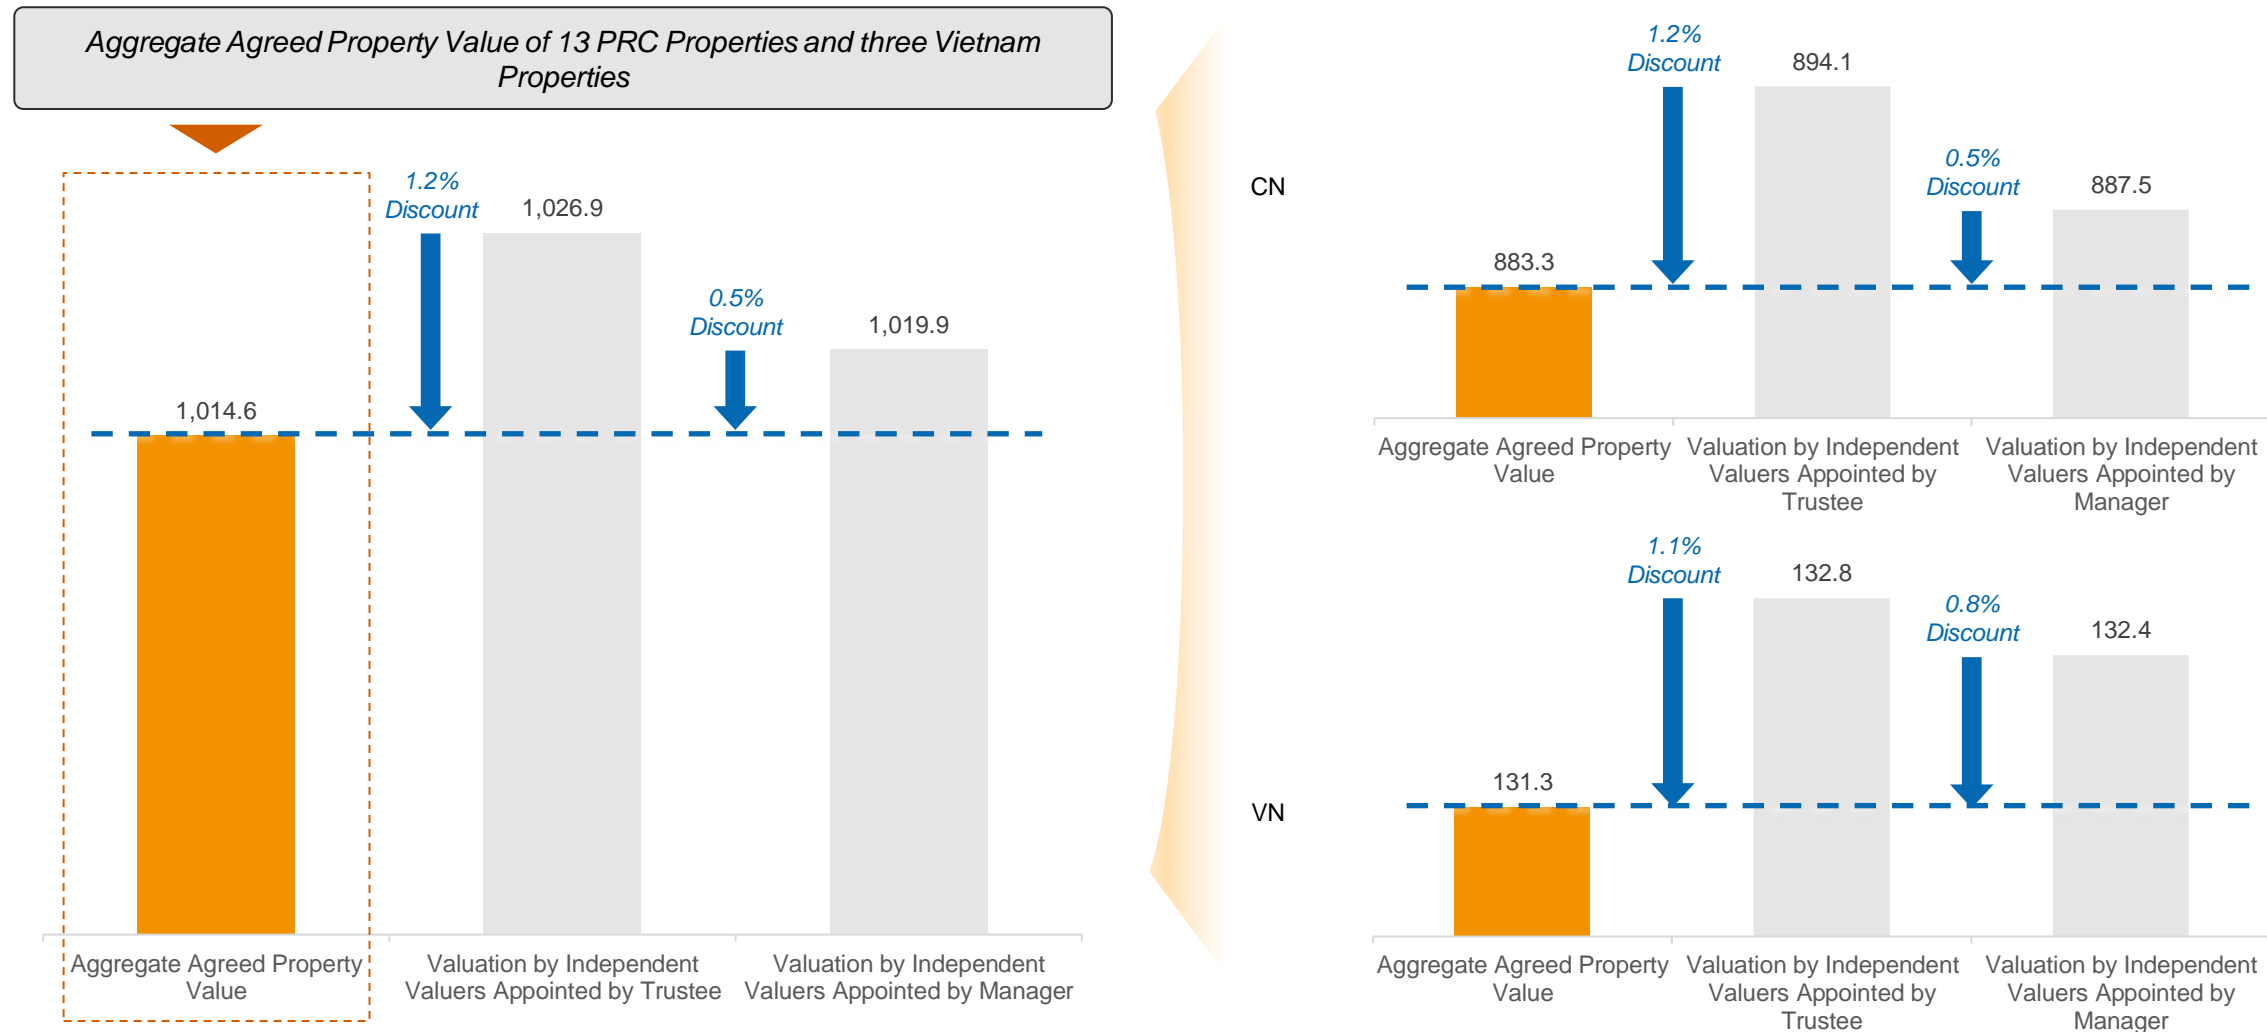 Aggregate Agreed Property Value of 13 PRC Properties and three Vietnam
Properties
1.2%
Discount
1,026.9
0.5%
Discount
1,019.9
1,014.6
Aggregate Agreed Property
Value
Valuation by Independent
Valuers Appointed by Trustee
Valuation by Independent
Valuers Appointed by Manager
CN
1.2%
Discount
894.1
0.5%
Discount
887.5
883.3
Aggregate Agreed Property
Value
Valuation by Independent
Valuers Appointed by
Trustee
Valuation by Independent
Valuers Appointed by
Manager
VN
1.1%
Discount
132.8
0.8%
Discount
132.4
131.3
Aggregate Agreed Property
Value
Valuation by Independent
Valuers Appointed by
Trustee
Valuation by Independent
Valuers Appointed by
Manager